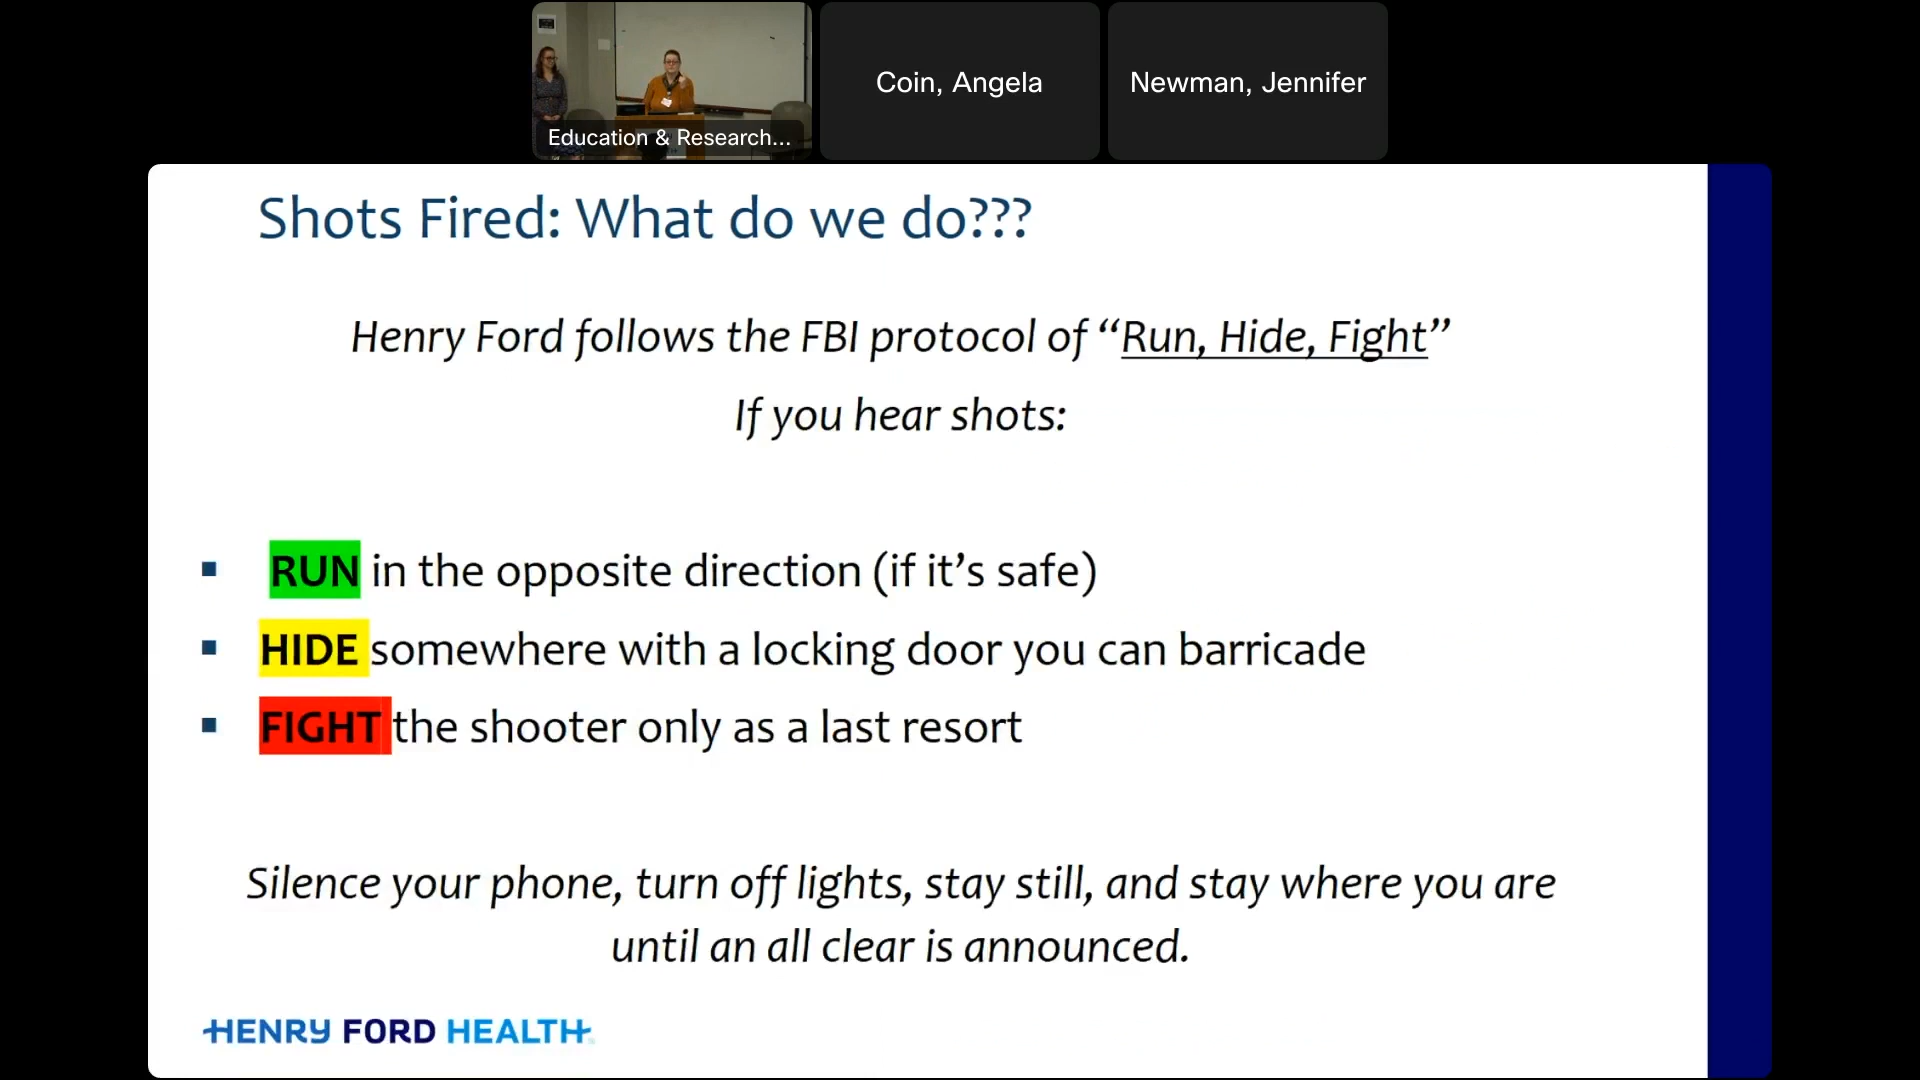 Education & Research...
Coin, Angela
Newman, Jennifer
Shots Fired: What do we do???
Henry Ford follows the FBI protocol of “Run, Hide, Fight”
If you hear shots:
▪ RUN in the opposite direction (if it’s safe)
▪ HIDE somewhere with a locking door you can barricade
▪ FIGHT the shooter only as a last resort
Silence your phone, turn off lights, stay still, and stay where you are
until an all clear is announced.
HENRY FORD HEALTH